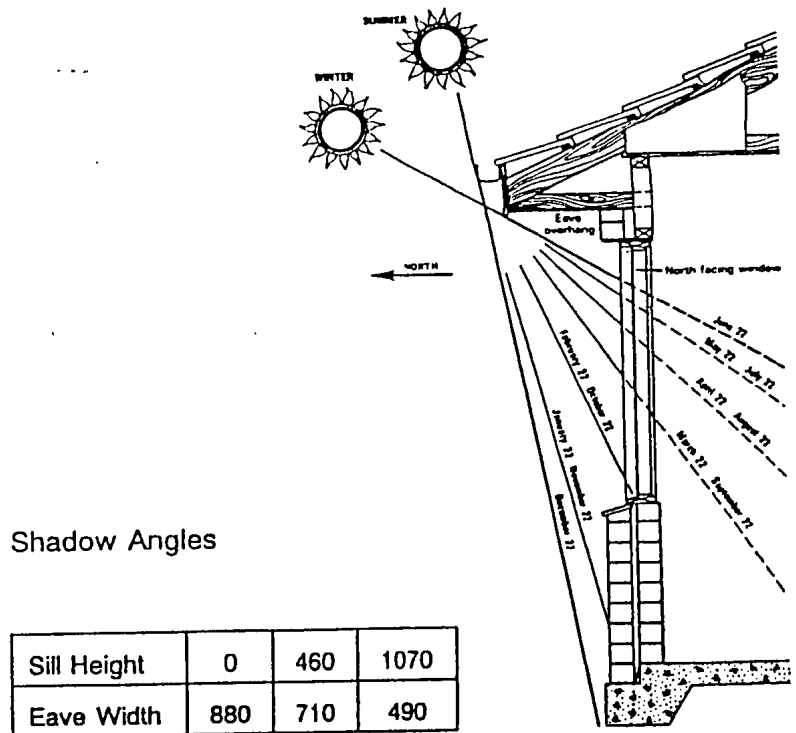 SUMMER
WINTER
Eave
overhang
NORTH
North facing window
June 22
May 22 July 22
April 22 August 22
March 22 September 22
February 22 October 22
January 22 November 22
December 22
Shadow Angles
Sill Height 0 460 1070
Eave Width 880 710 490